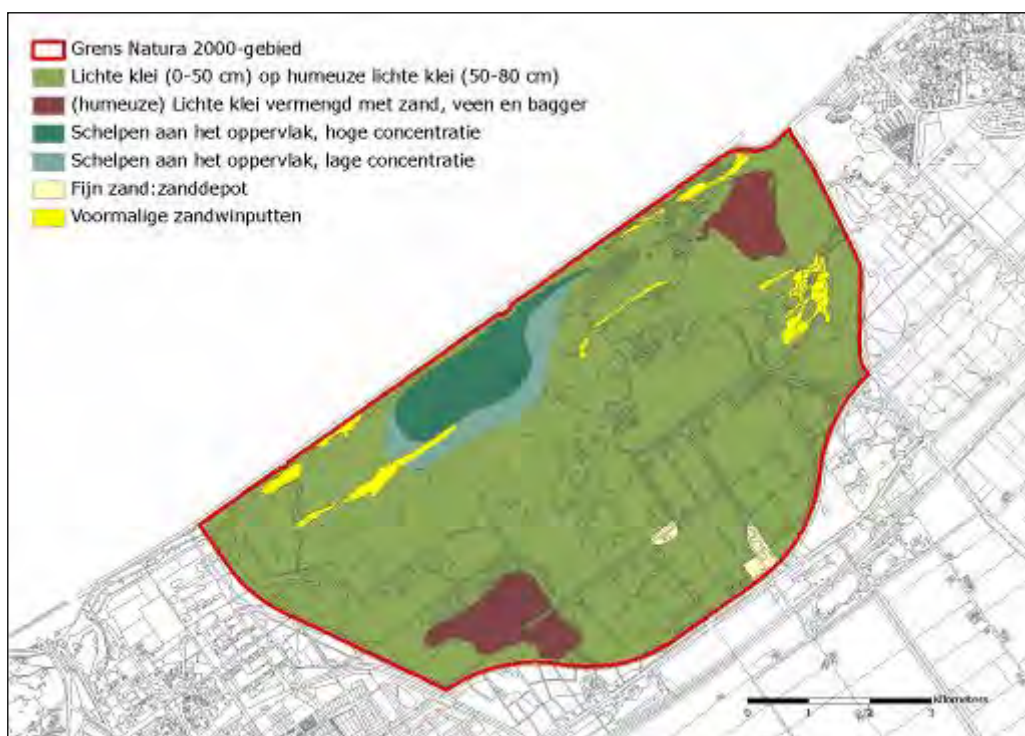 Grens Natura 2000-gebied
Lichte klei (0-50 cm) op humeuze lichte klei (50-80 cm)
(humeuze) Lichte klei vermengd met zand, veen en bagger
Schelpen aan het oppervlak, hoge concentratie
Schelpen aan het oppervlak, lage concentratie
Fijn zand:zanddepot
Voormalige zandwinputten
Kilometers
0